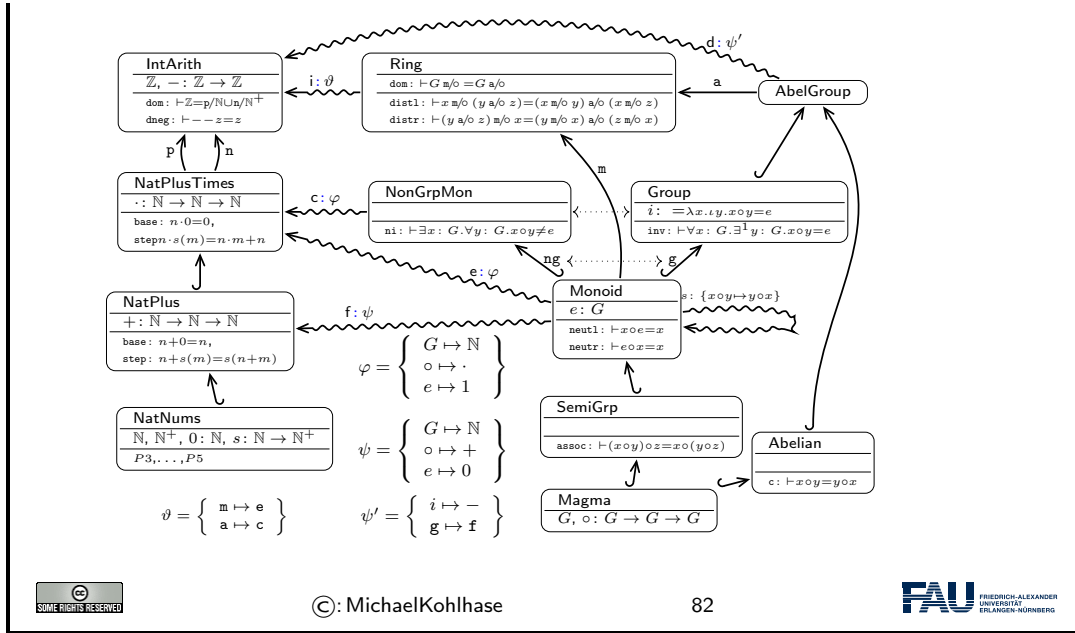 d: ψ′
IntArith
ℤ, −: ℤ → ℤ
dom: ⊢ℤ=p/ℕ∪n/ℕ⁺
dneg: ⊢−−z=z
i: ϑ
Ring
dom: ⊢G m/○=G a/○
distl: ⊢x m/○ (y a/○ z)=(x m/○ y) a/○ (x m/○ z)
distr: ⊢(y a/○ z) m/○ x=(y m/○ x) a/○ (z m/○ x)
a
AbelGroup
p
n
m
NatPlusTimes
·: ℕ → ℕ → ℕ
base: n·0=0,
stepn·s(m)=n·m+n
c: φ
NonGrpMon
ni: ⊢∃x: G.∀y: G.x∘y≠e
Group
i: =λx.ιy.x∘y=e
inv: ⊢∀x: G.∃¹y: G.x∘y=e
ng
g
e: φ
NatPlus
+: ℕ → ℕ → ℕ
base: n+0=n,
step: n+s(m)=s(n+m)
f: ψ
Monoid
e: G
neutl: ⊢x∘e=x
neutr: ⊢e∘x=x
s: {x∘y↦y∘x}
φ = { G ↦ ℕ
∘ ↦ ·
e ↦ 1 }
NatNums
ℕ, ℕ⁺, 0: ℕ, s: ℕ → ℕ⁺
P3,...,P5
ψ = { G ↦ ℕ
∘ ↦ +
e ↦ 0 }
SemiGrp
assoc: ⊢(x∘y)∘z=x∘(y∘z)
Abelian
c: ⊢x∘y=y∘x
ϑ = { m ↦ e
a ↦ c }
ψ′ = { i ↦ −
g ↦ f }
Magma
G, ∘: G → G → G
cc
SOME RIGHTS RESERVED
©: MichaelKohlhase
82
FAU
FRIEDRICH-ALEXANDER
UNIVERSITÄT
ERLANGEN-NÜRNBERG